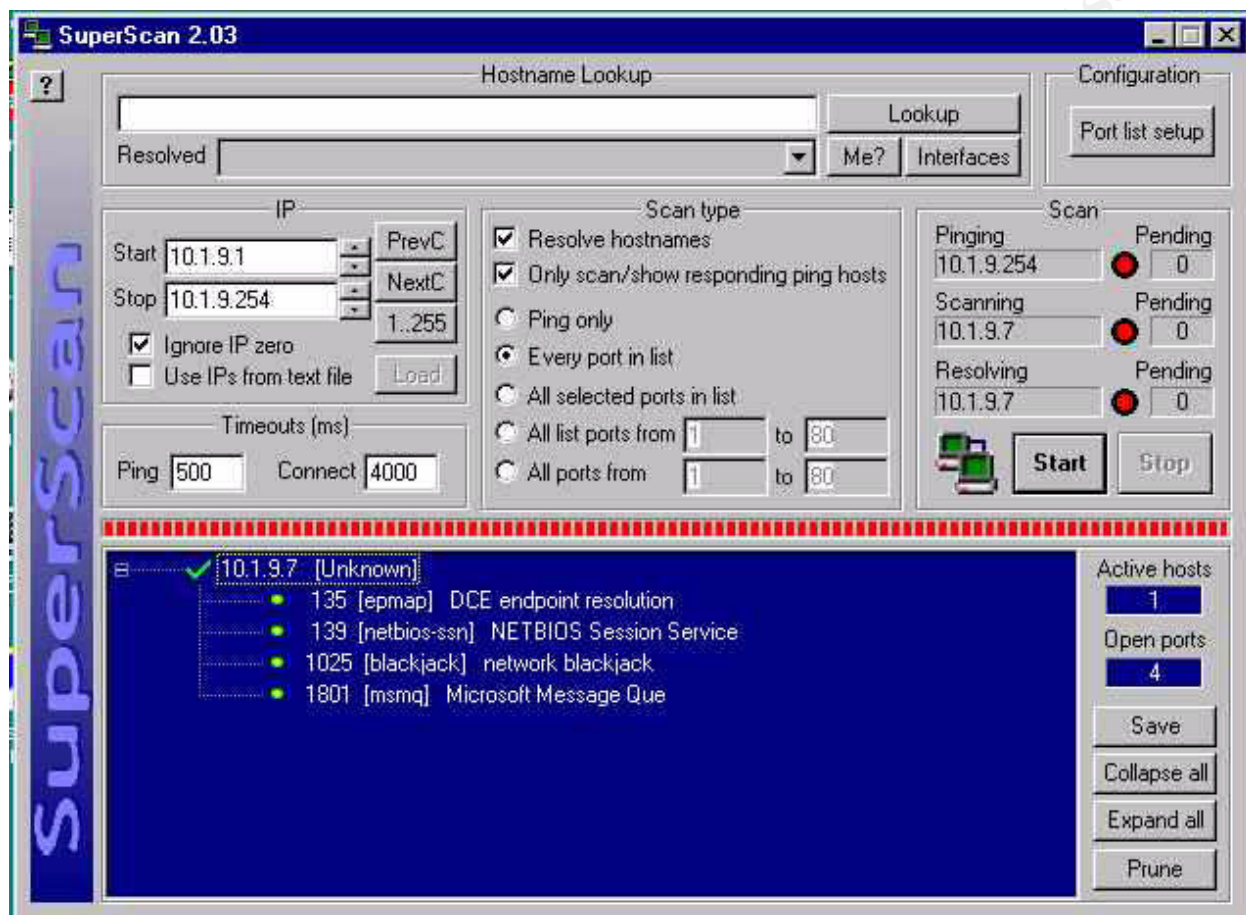 SuperScan 2.03
?
Hostname Lookup
Lookup
Resolved
Me?
Interfaces
Configuration
Port list setup
IP
Start 10.1.9.1
Stop 10.1.9.254
PrevC
NextC
1..255
Ignore IP zero
Use IPs from text file
Load
Timeouts (ms)
Ping 500 Connect 4000
Scan type
Resolve hostnames
Only scan/show responding ping hosts
Ping only
Every port in list
All selected ports in list
All list ports from 1 to 80
All ports from 1 to 80
Scan
Pinging Pending
10.1.9.254 0
Scanning Pending
10.1.9.7 0
Resolving Pending
10.1.9.7 0
Start
Stop
SuperScan
10.1.9.7 [Unknown]
135 [epmap] DCE endpoint resolution
139 [netbios-ssn] NETBIOS Session Service
1025 [blackjack] network blackjack
1801 [msmq] Microsoft Message Que
Active hosts
1
Open ports
4
Save
Collapse all
Expand all
Prune